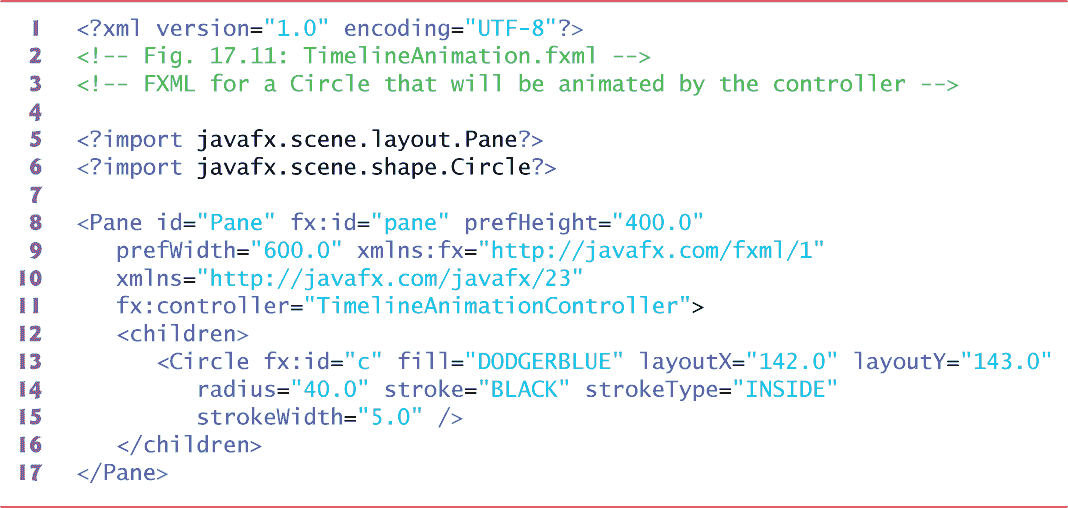 1 <?xml version="1.0" encoding="UTF-8"?>
2 <!-- Fig. 17.11: TimelineAnimation.fxml -->
3 <!-- FXML for a Circle that will be animated by the controller -->
4
5 <?import javafx.scene.layout.Pane?>
6 <?import javafx.scene.shape.Circle?>
7
8 <Pane id="Pane" fx:id="pane" prefHeight="400.0"
9    prefWidth="600.0" xmlns:fx="http://javafx.com/fxml/1"
10    xmlns="http://javafx.com/javafx/23"
11    fx:controller="TimelineAnimationController">
12    <children>
13       <Circle fx:id="c" fill="DODGERBLUE" layoutX="142.0" layoutY="143.0"
14          radius="40.0" stroke="BLACK" strokeType="INSIDE"
15          strokeWidth="5.0" />
16    </children>
17 </Pane>